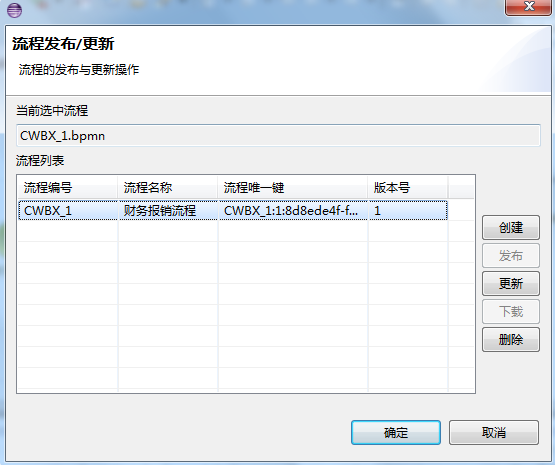 流程发布/更新
流程的发布与更新操作
当前选中流程
CWBX_1.bpmn
流程列表
流程编号 流程名称 流程唯一键 版本号
CWBX_1 财务报销流程 CWBX_1:1:8d8ede4f-f... 1
创建
发布
更新
下载
删除
确定 取消